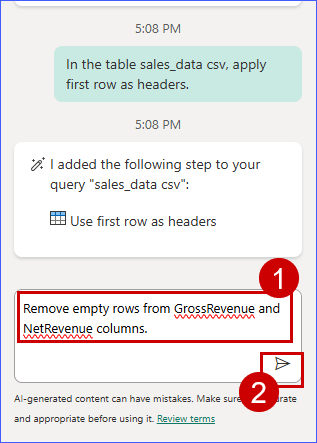 5:08 PM
In the table sales_data csv, apply
first row as headers.
5:08 PM
I added the following step to your
query "sales_data csv":
Use first row as headers
1
Remove empty rows from GrossRevenue and
NetRevenue columns.
2
AI-generated content can have mistakes. Make sure
and appropriate before using it. Review terms